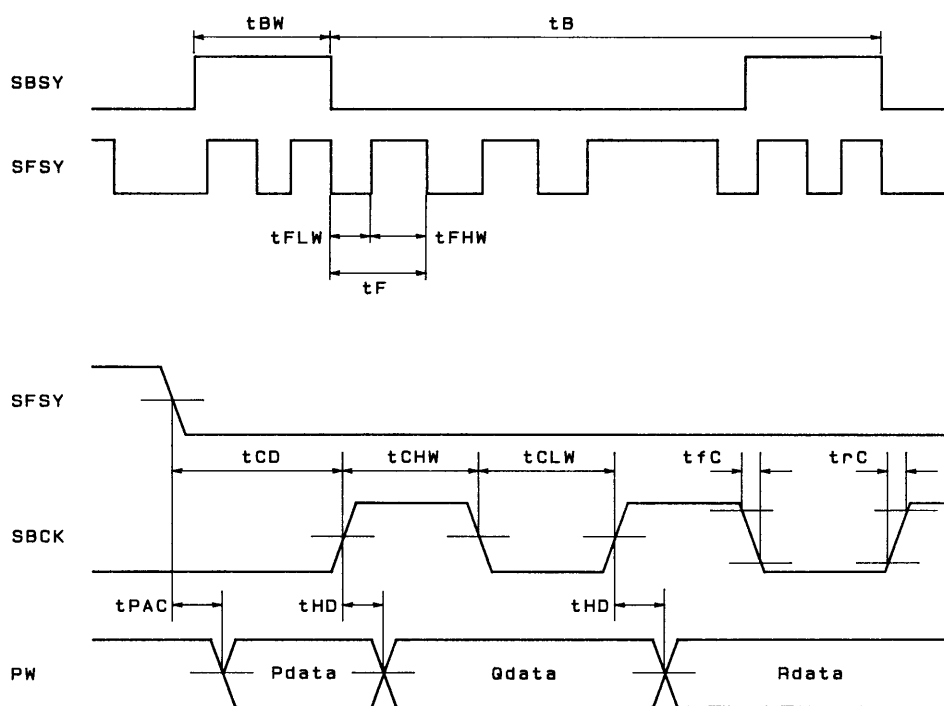 tBW tB
SBSY
SFSY
tFLW tFHW
tF
SFSY
tCD tCHW tCLW tfC trC
SBCK
tPAC tHD tHD
PW Pdata Qdata Rdata